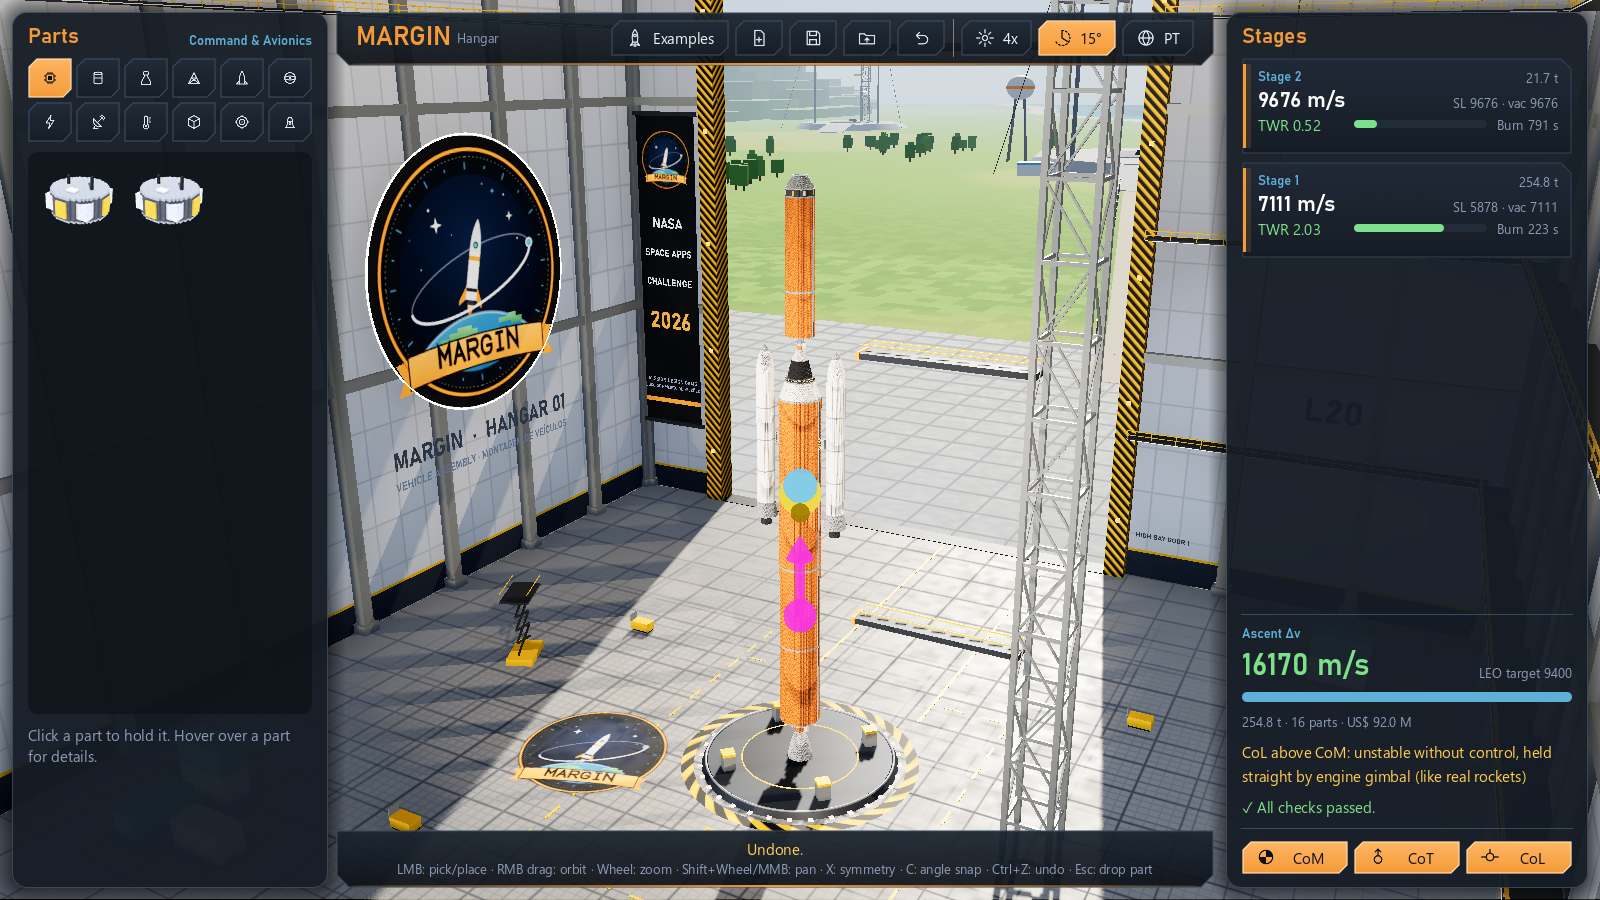 Parts
Command & Avionics
Click a part to hold it. Hover over a part
for details.
MARGIN Hangar
Examples
4x
15°
PT
MARGIN
MARGIN · HANGAR 01
MARGIN
NASA
SPACE APPS
CHALLENGE
2026
HIGH BAY DOOR 1
MARGIN
L20
Undone.
LMB: pick/place · RMB drag: orbit · Wheel: zoom · Shift+Wheel/MMB: pan · X: symmetry · C: angle snap · Ctrl+Z: undo · Esc: drop part
Stages
Stage 2
21.7 t
9676 m/s
SL 9676 · vac 9676
TWR 0.52
Burn 791 s
Stage 1
254.8 t
7111 m/s
SL 5878 · vac 7111
TWR 2.03
Burn 223 s
Ascent Δv
16170 m/s
LEO target 9400
254.8 t · 16 parts · US$ 92.0 M
CoL above CoM: unstable without control, held
straight by engine gimbal (like real rockets)
✓ All checks passed.
CoM
CoT
CoL